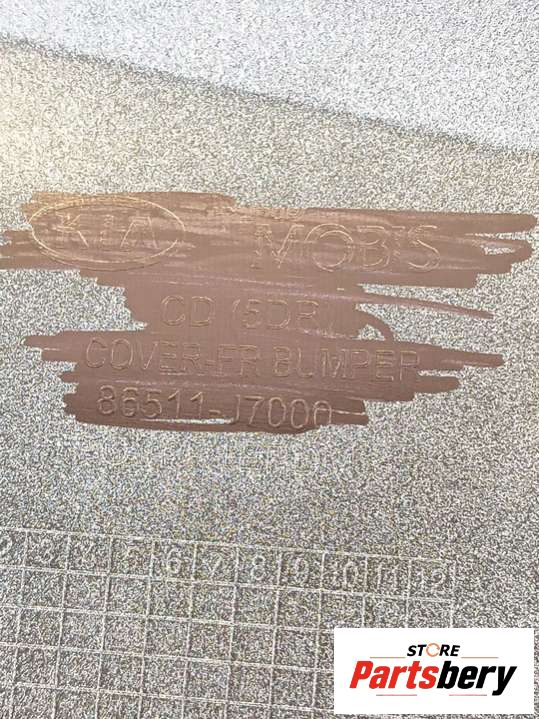 KIA MOBIS
CD (5DR)
COVER-FR BUMPER
86511-J7000
2 3 4 5 6 7 8 9 10 11 12
STORE
Partsbery